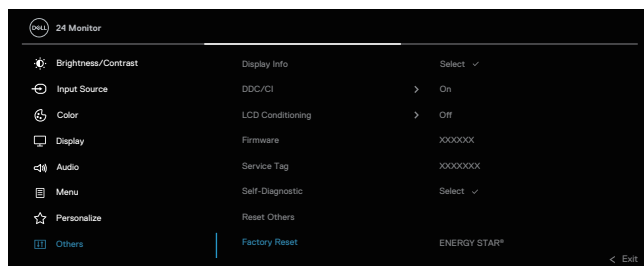 DELL 24 Monitor
Brightness/Contrast Display Info Select
Input Source DDC/CI > On
Color LCD Conditioning > Off
Display Firmware XXXXXX
Audio Service Tag XXXXXXX
Menu Self-Diagnostic Select
Personalize Reset Others
Others Factory Reset ENERGY STAR®
< Exit